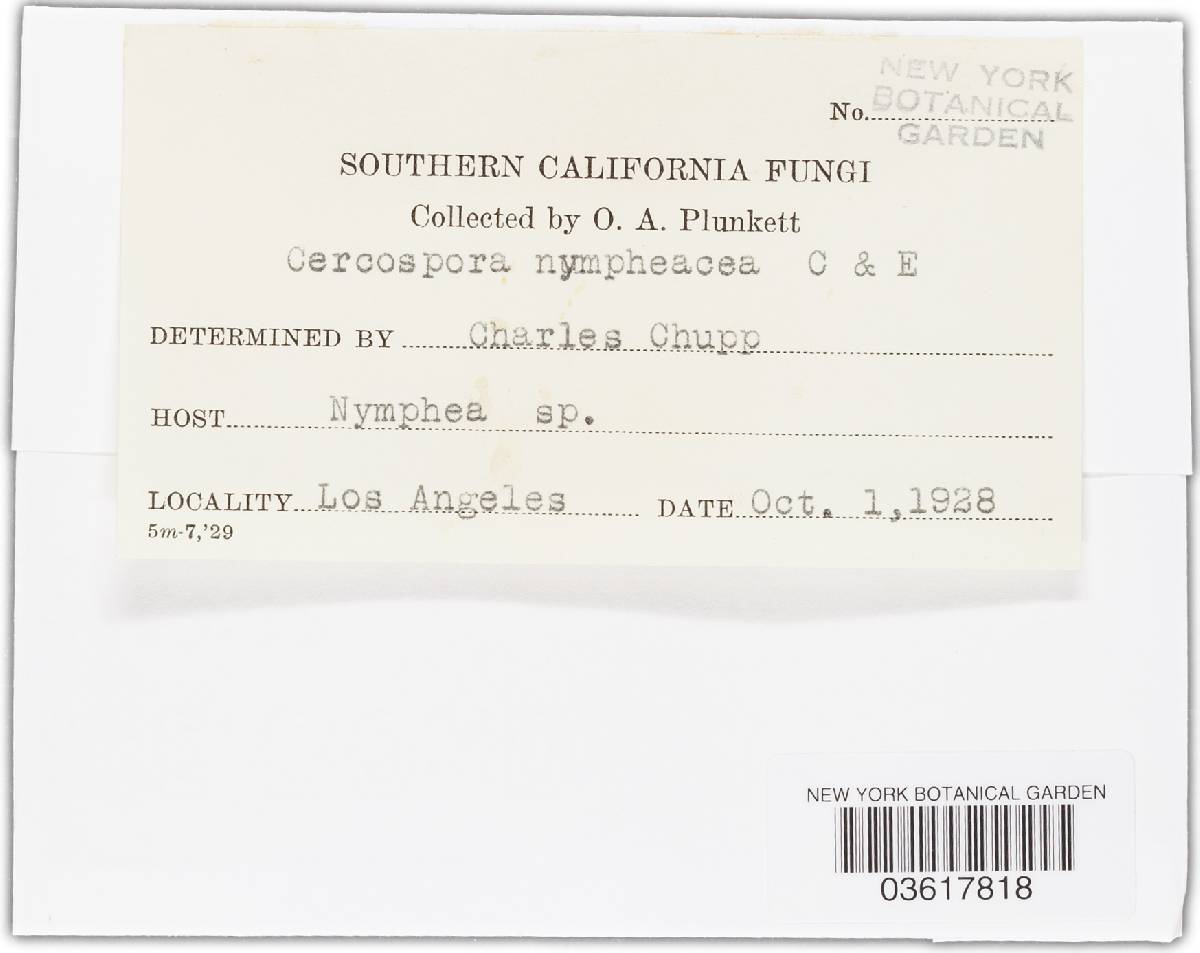 NEW YORK
BOTANICAL
GARDEN
No.
SOUTHERN CALIFORNIA FUNGI
Collected by O. A. Plunkett
Cercospora nympheacea C & E
DETERMINED BY Charles Chupp
HOST Nymphea sp.
LOCALITY Los Angeles DATE Oct. 1,1928
5m-7,'29
NEW YORK BOTANICAL GARDEN
03617818